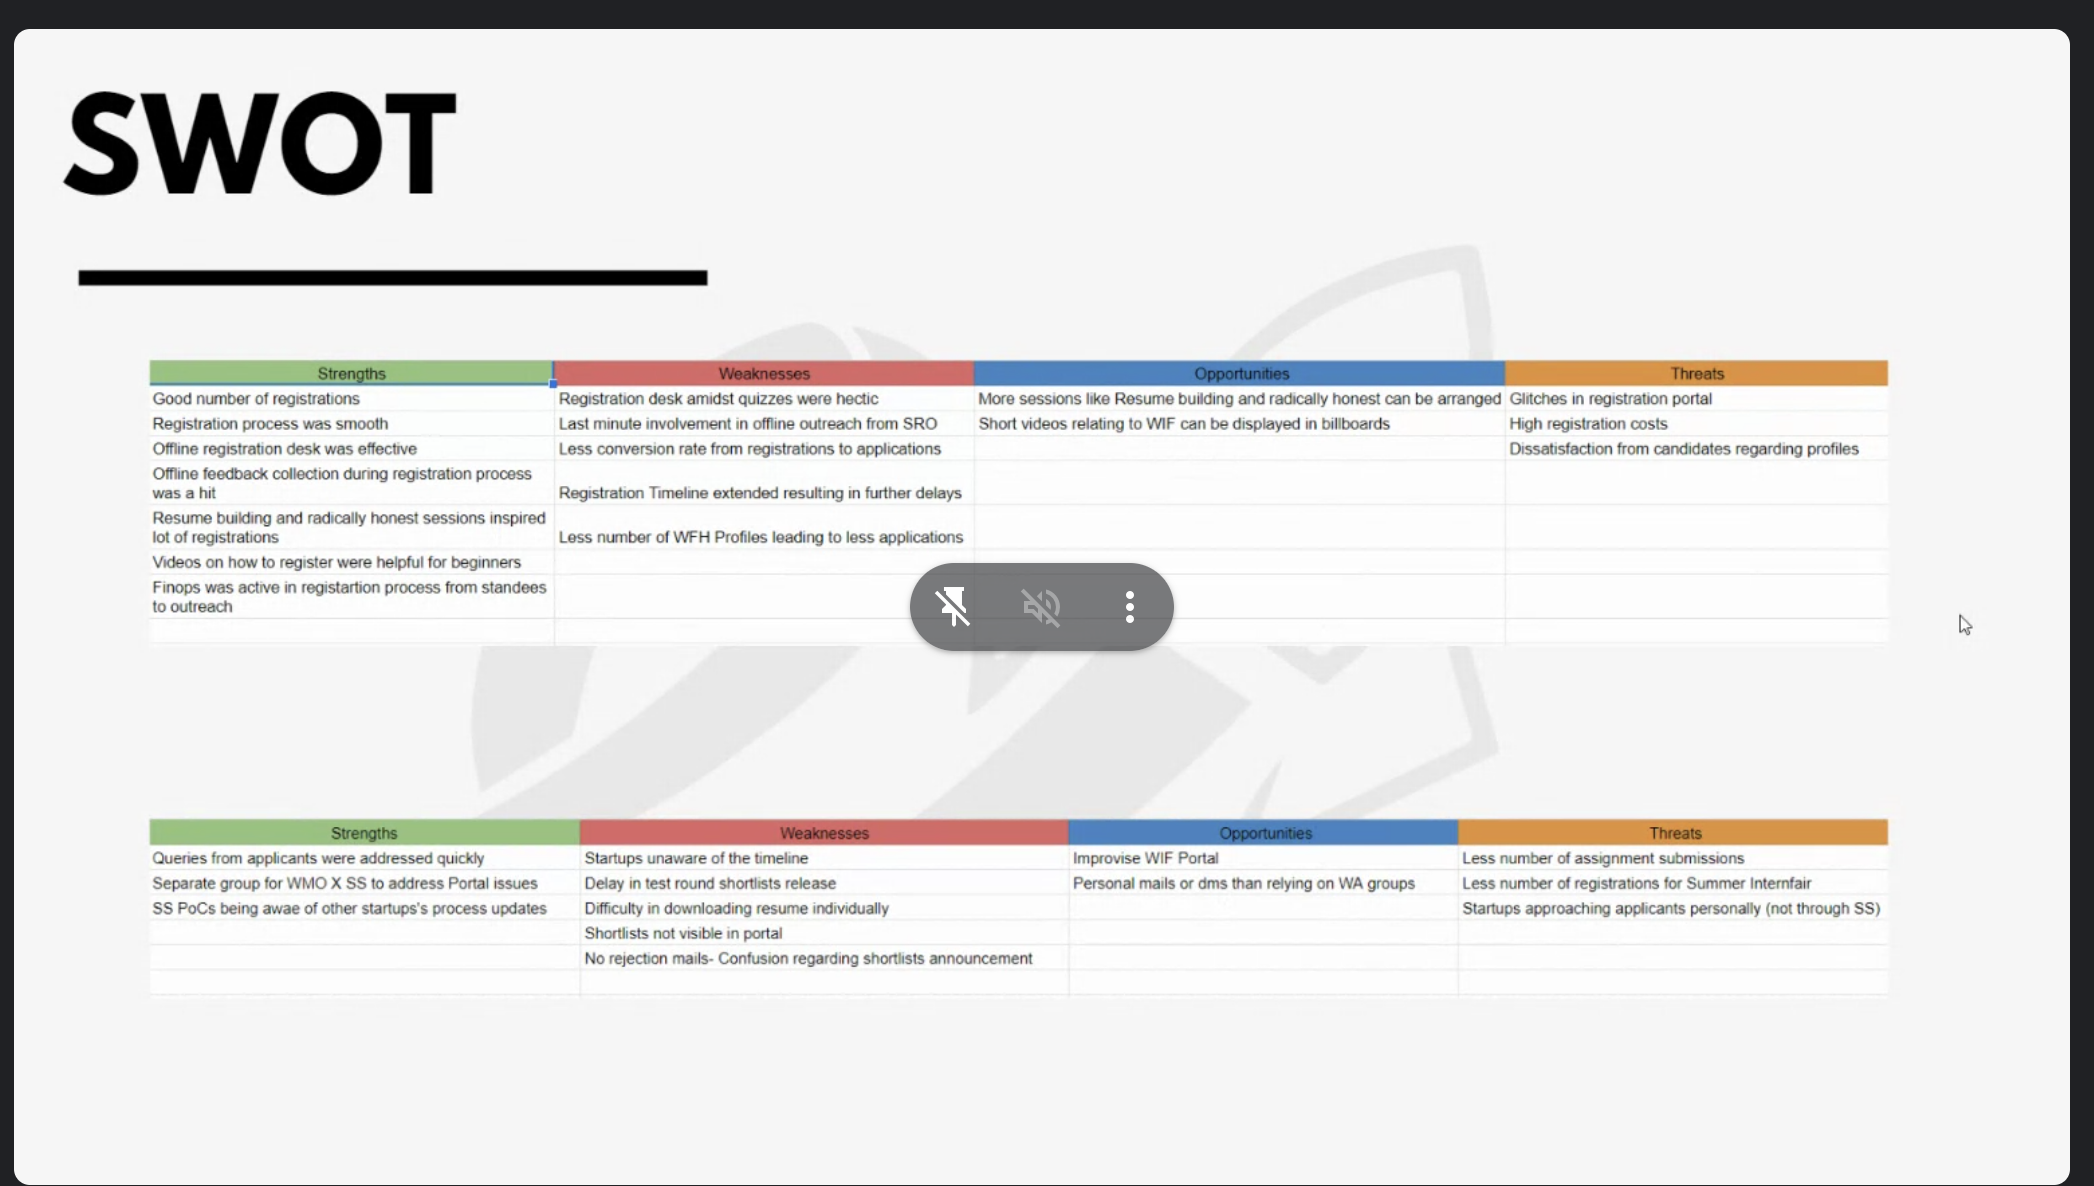 SWOT
Strengths Weaknesses Opportunities Threats
Good number of registrations Registration desk amidst quizzes were hectic More sessions like Resume building and radically honest can be arranged Glitches in registration portal
Registration process was smooth Last minute involvement in offline outreach from SRO Short videos relating to WIF can be displayed in billboards High registration costs
Offline registration desk was effective Less conversion rate from registrations to applications Dissatisfaction from candidates regarding profiles
Offline feedback collection during registration process
was a hit Registration Timeline extended resulting in further delays
Resume building and radically honest sessions inspired
lot of registrations Less number of WFH Profiles leading to less applications
Videos on how to register were helpful for beginners
Finops was active in registartion process from standees
to outreach
Strengths Weaknesses Opportunities Threats
Queries from applicants were addressed quickly Startups unaware of the timeline Improvise WIF Portal Less number of assignment submissions
Separate group for WMO X SS to address Portal issues Delay in test round shortlists release Personal mails or dms than relying on WA groups Less number of registrations for Summer Internfair
SS PoCs being awae of other startups's process updates Difficulty in downloading resume individually Startups approaching applicants personally (not through SS)
Shortlists not visible in portal
No rejection mails- Confusion regarding shortlists announcement